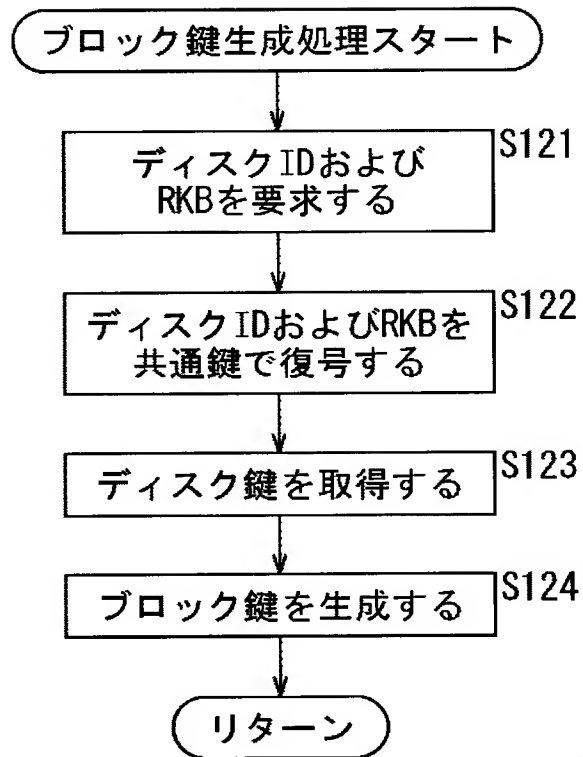 ブロック鍵生成処理スタート
ディスクIDおよび
RKBを要求する
S121
ディスクIDおよびRKBを
共通鍵で復号する
S122
ディスク鍵を取得する
S123
ブロック鍵を生成する
S124
リターン